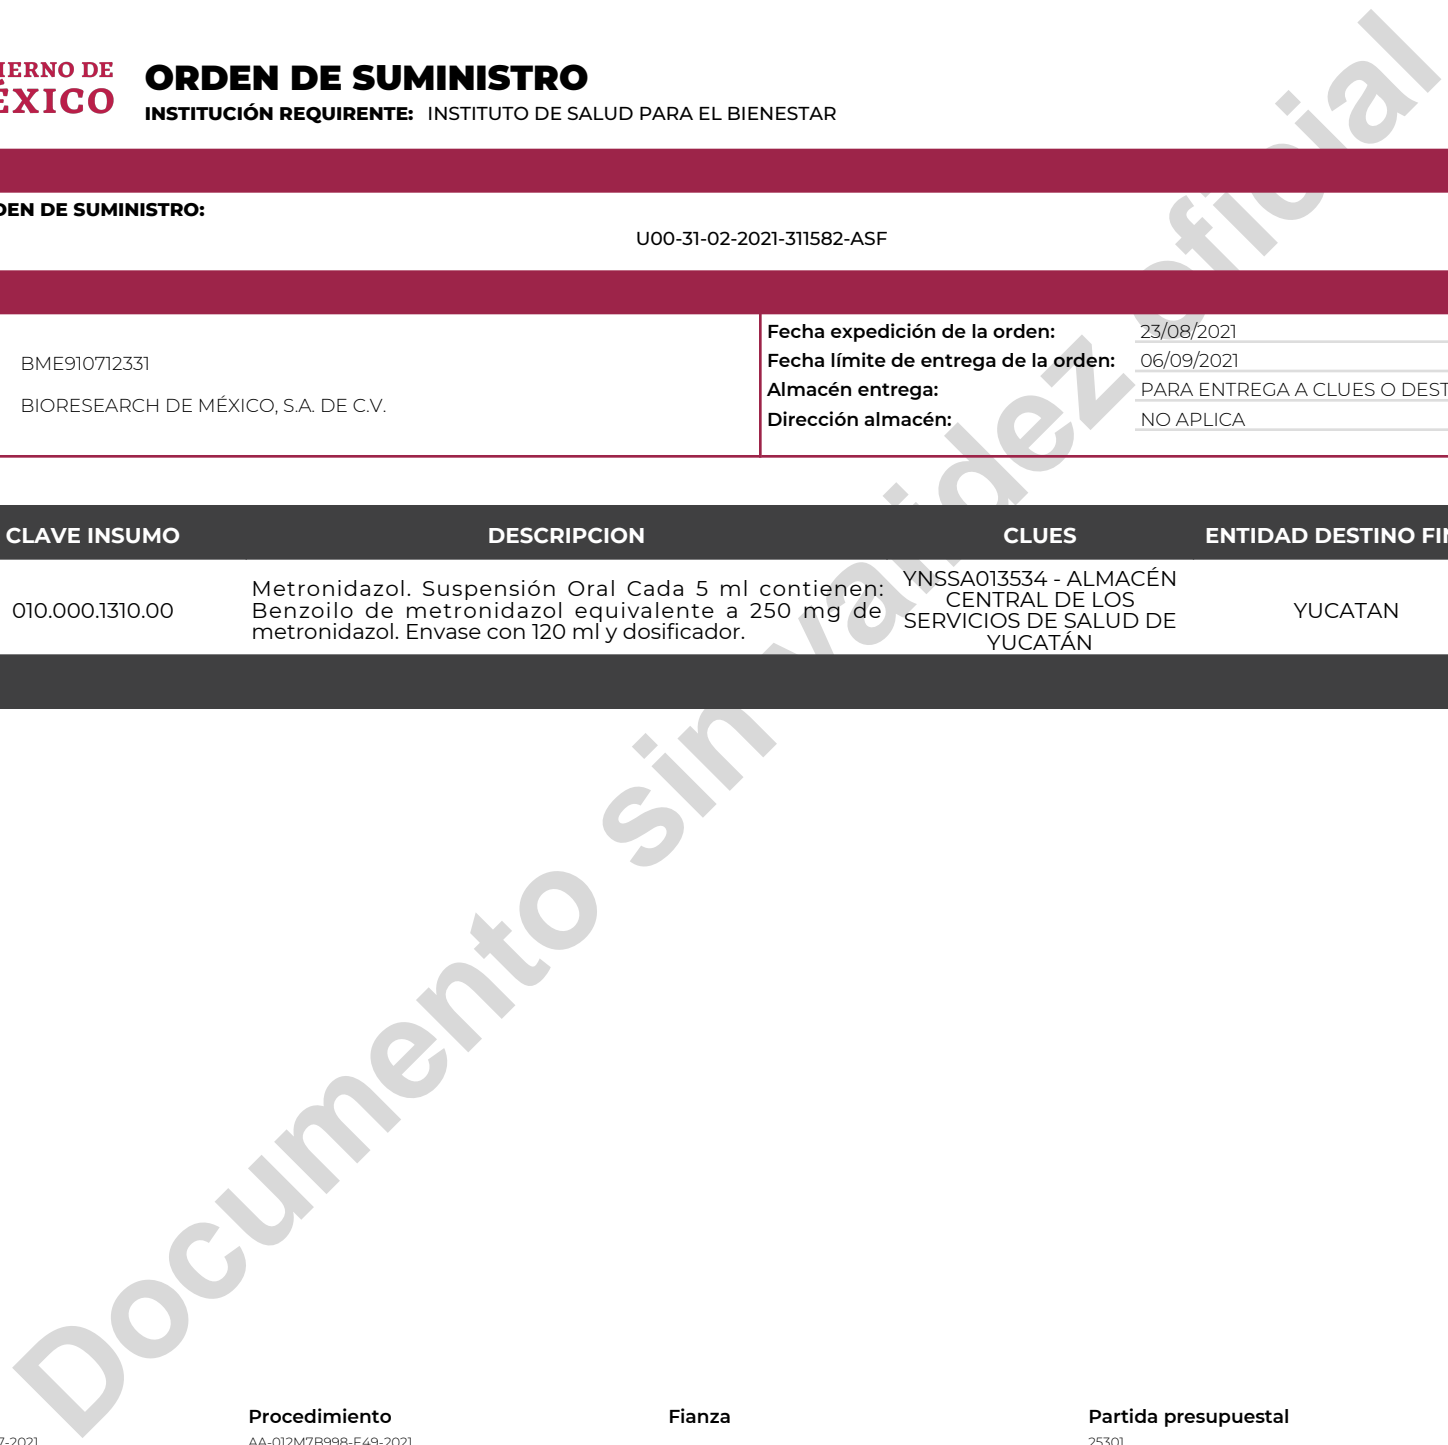 ORDEN DE SUMINISTRO
INSTITUCIÓN REQUIRENTE: INSTITUTO DE SALUD PARA EL BIENESTAR
IERNO DE
ÉXICO
DEN DE SUMINISTRO:
U00-31-02-2021-311582-ASF
BME910712331
BIORESEARCH DE MÉXICO, S.A. DE C.V.
Fecha expedición de la orden: 23/08/2021
Fecha límite de entrega de la orden: 06/09/2021
Almacén entrega: PARA ENTREGA A CLUES O DEST
Dirección almacén: NO APLICA
CLAVE INSUMO DESCRIPCION CLUES ENTIDAD DESTINO FIN
010.000.1310.00
Metronidazol. Suspensión Oral Cada 5 ml contienen:
Benzoilo de metronidazol equivalente a 250 mg de
metronidazol. Envase con 120 ml y dosificador.
YNSSA013534 - ALMACÉN
CENTRAL DE LOS
SERVICIOS DE SALUD DE
YUCATÁN
YUCATAN
Documento sin validez oficial
Procedimiento Fianza Partida presupuestal
7-2021 AA-012M7B998-E49-2021 25301